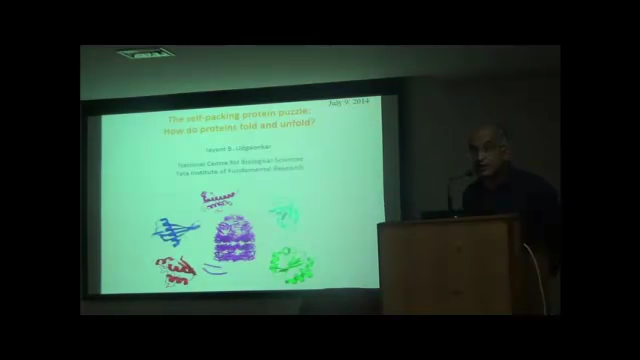 July 9, 2014
The self-packing protein puzzle:
How do proteins fold and unfold?
Jayant B. Udgaonkar
National Centre for Biological Sciences
Tata Institute of Fundamental Research